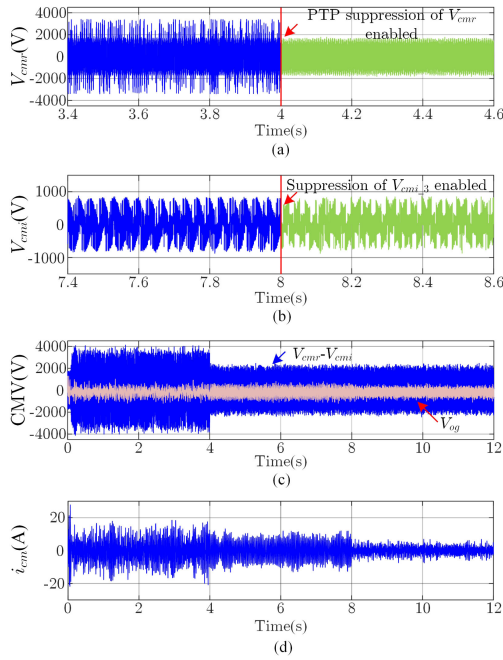 4000
2000
0
-2000
-4000
V_cmr(V)
PTP suppression of V_cmr
enabled
3.4 3.6 3.8 4 4.2 4.4 4.6
Time(s)
(a)
1000
0
-1000
V_cmi(V)
Suppression of V_cmi_3 enabled
7.4 7.6 7.8 8 8.2 8.4 8.6
Time(s)
(b)
4000
2000
0
-2000
-4000
CMV(V)
V_cmr-V_cmi
V_og
0 2 4 6 8 10 12
Time(s)
(c)
20
0
-20
i_cm(A)
0 2 4 6 8 10 12
Time(s)
(d)